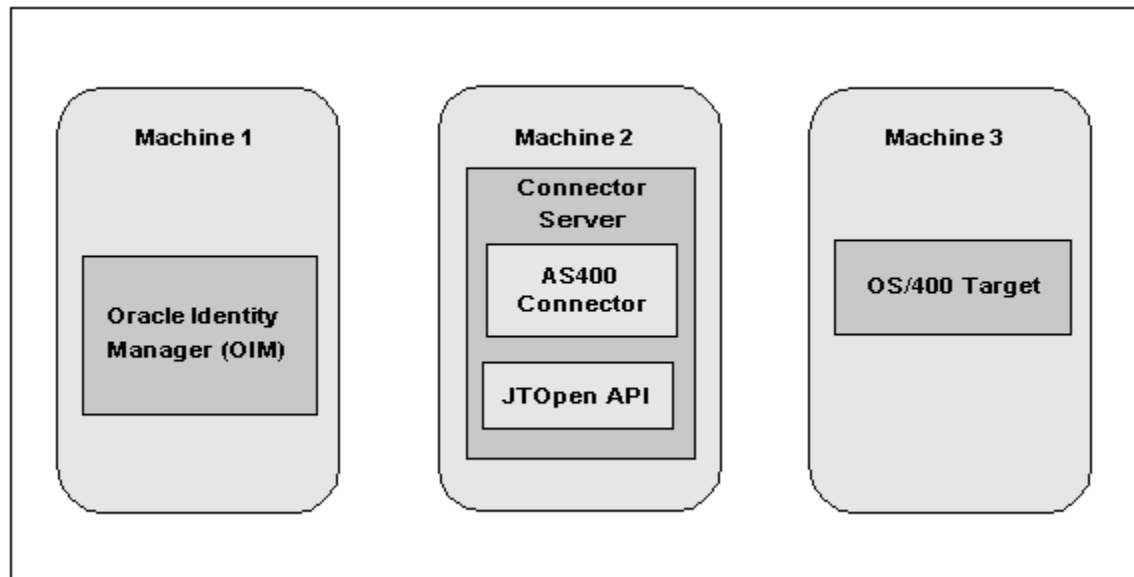 Machine 1
Oracle Identity
Manager (OIM)
Machine 2
Connector
Server
AS400
Connector
JTOpen API
Machine 3
OS/400 Target